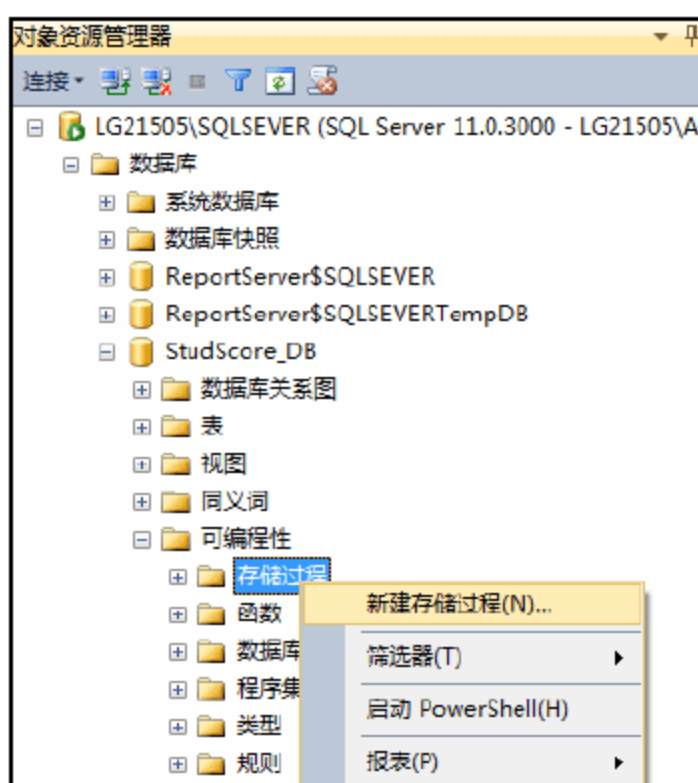 对象资源管理器
连接
LG21505\SQLSEVER (SQL Server 11.0.3000 - LG21505\A
数据库
系统数据库
数据库快照
ReportServer$SQLSEVER
ReportServer$SQLSEVERTempDB
StudScore_DB
数据库关系图
表
视图
同义词
可编程性
存储过程
新建存储过程(N)...
函数
数据库
筛选器(T)
程序集
启动 PowerShell(H)
类型
规则
报表(P)